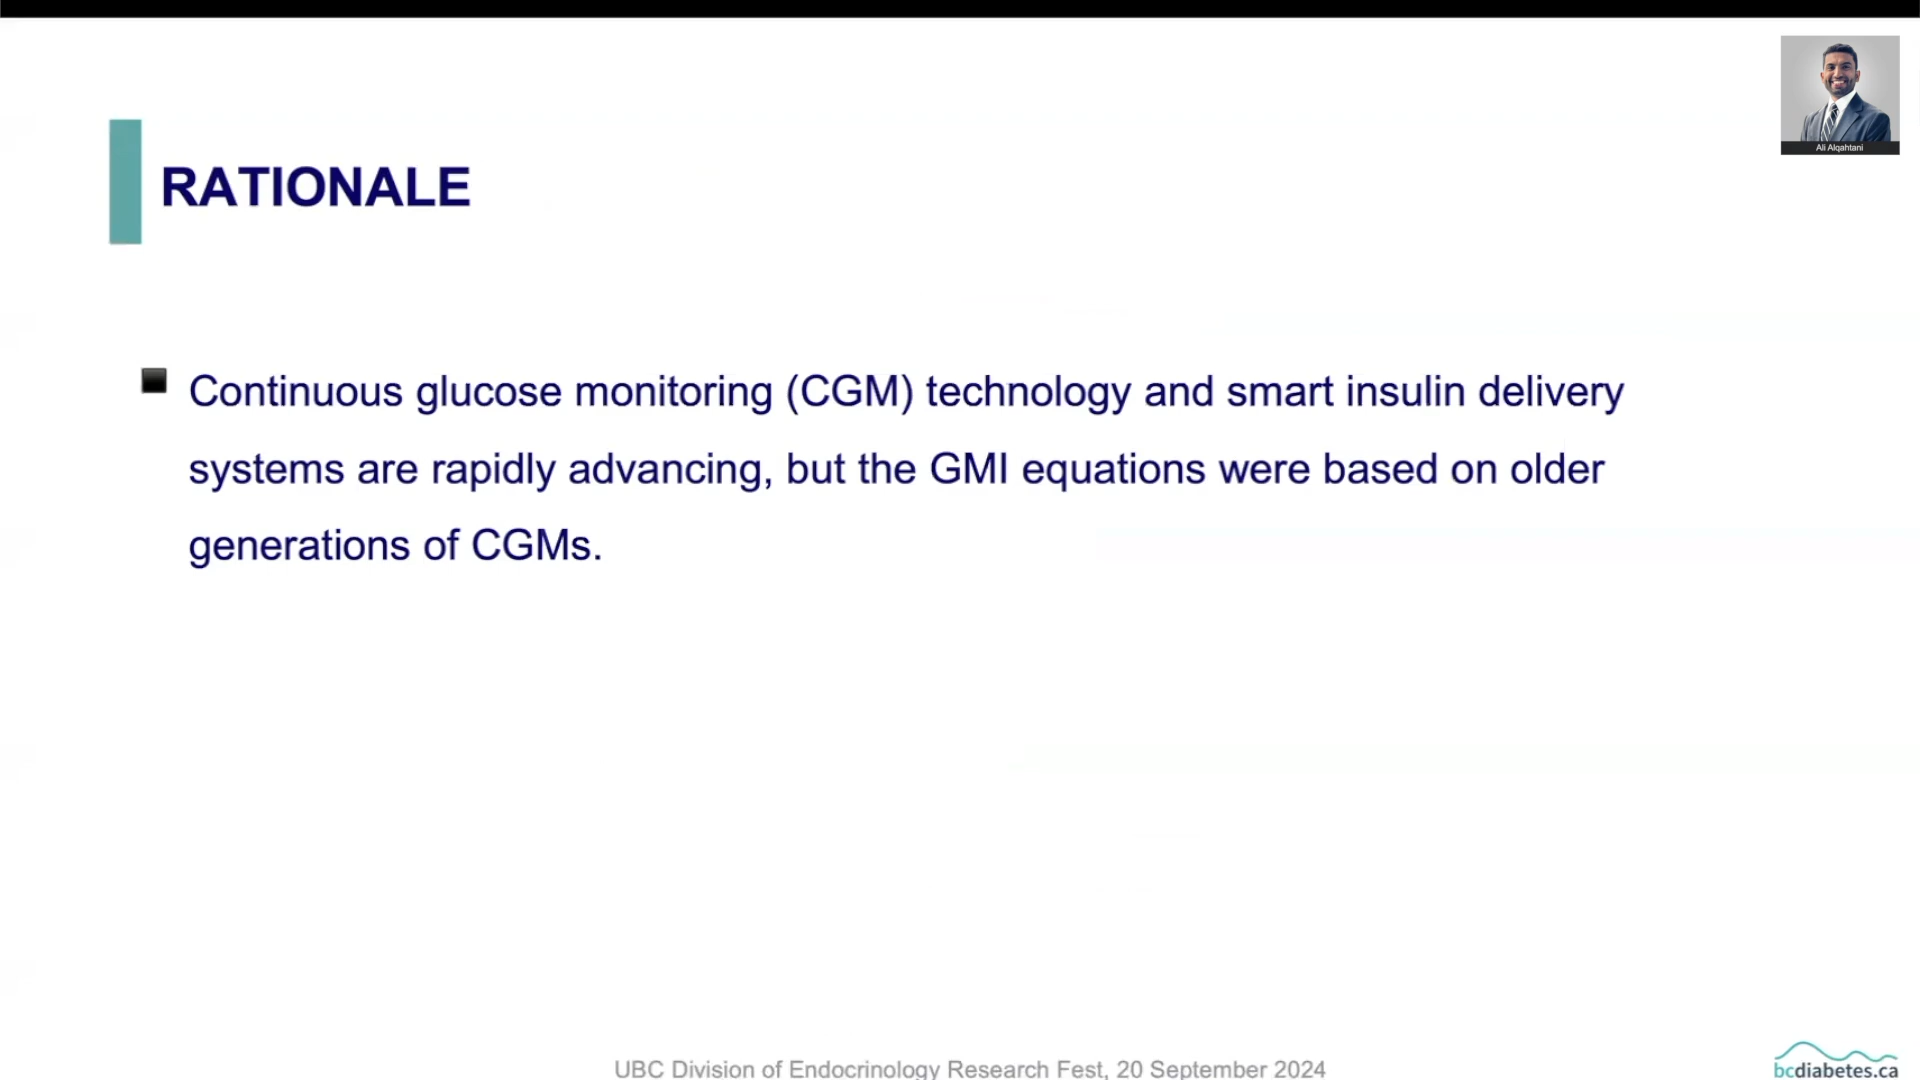 Ali Alqahtani
RATIONALE
Continuous glucose monitoring (CGM) technology and smart insulin delivery
systems are rapidly advancing, but the GMI equations were based on older
generations of CGMs.
UBC Division of Endocrinology Research Fest, 20 September 2024
bcdiabetes.ca